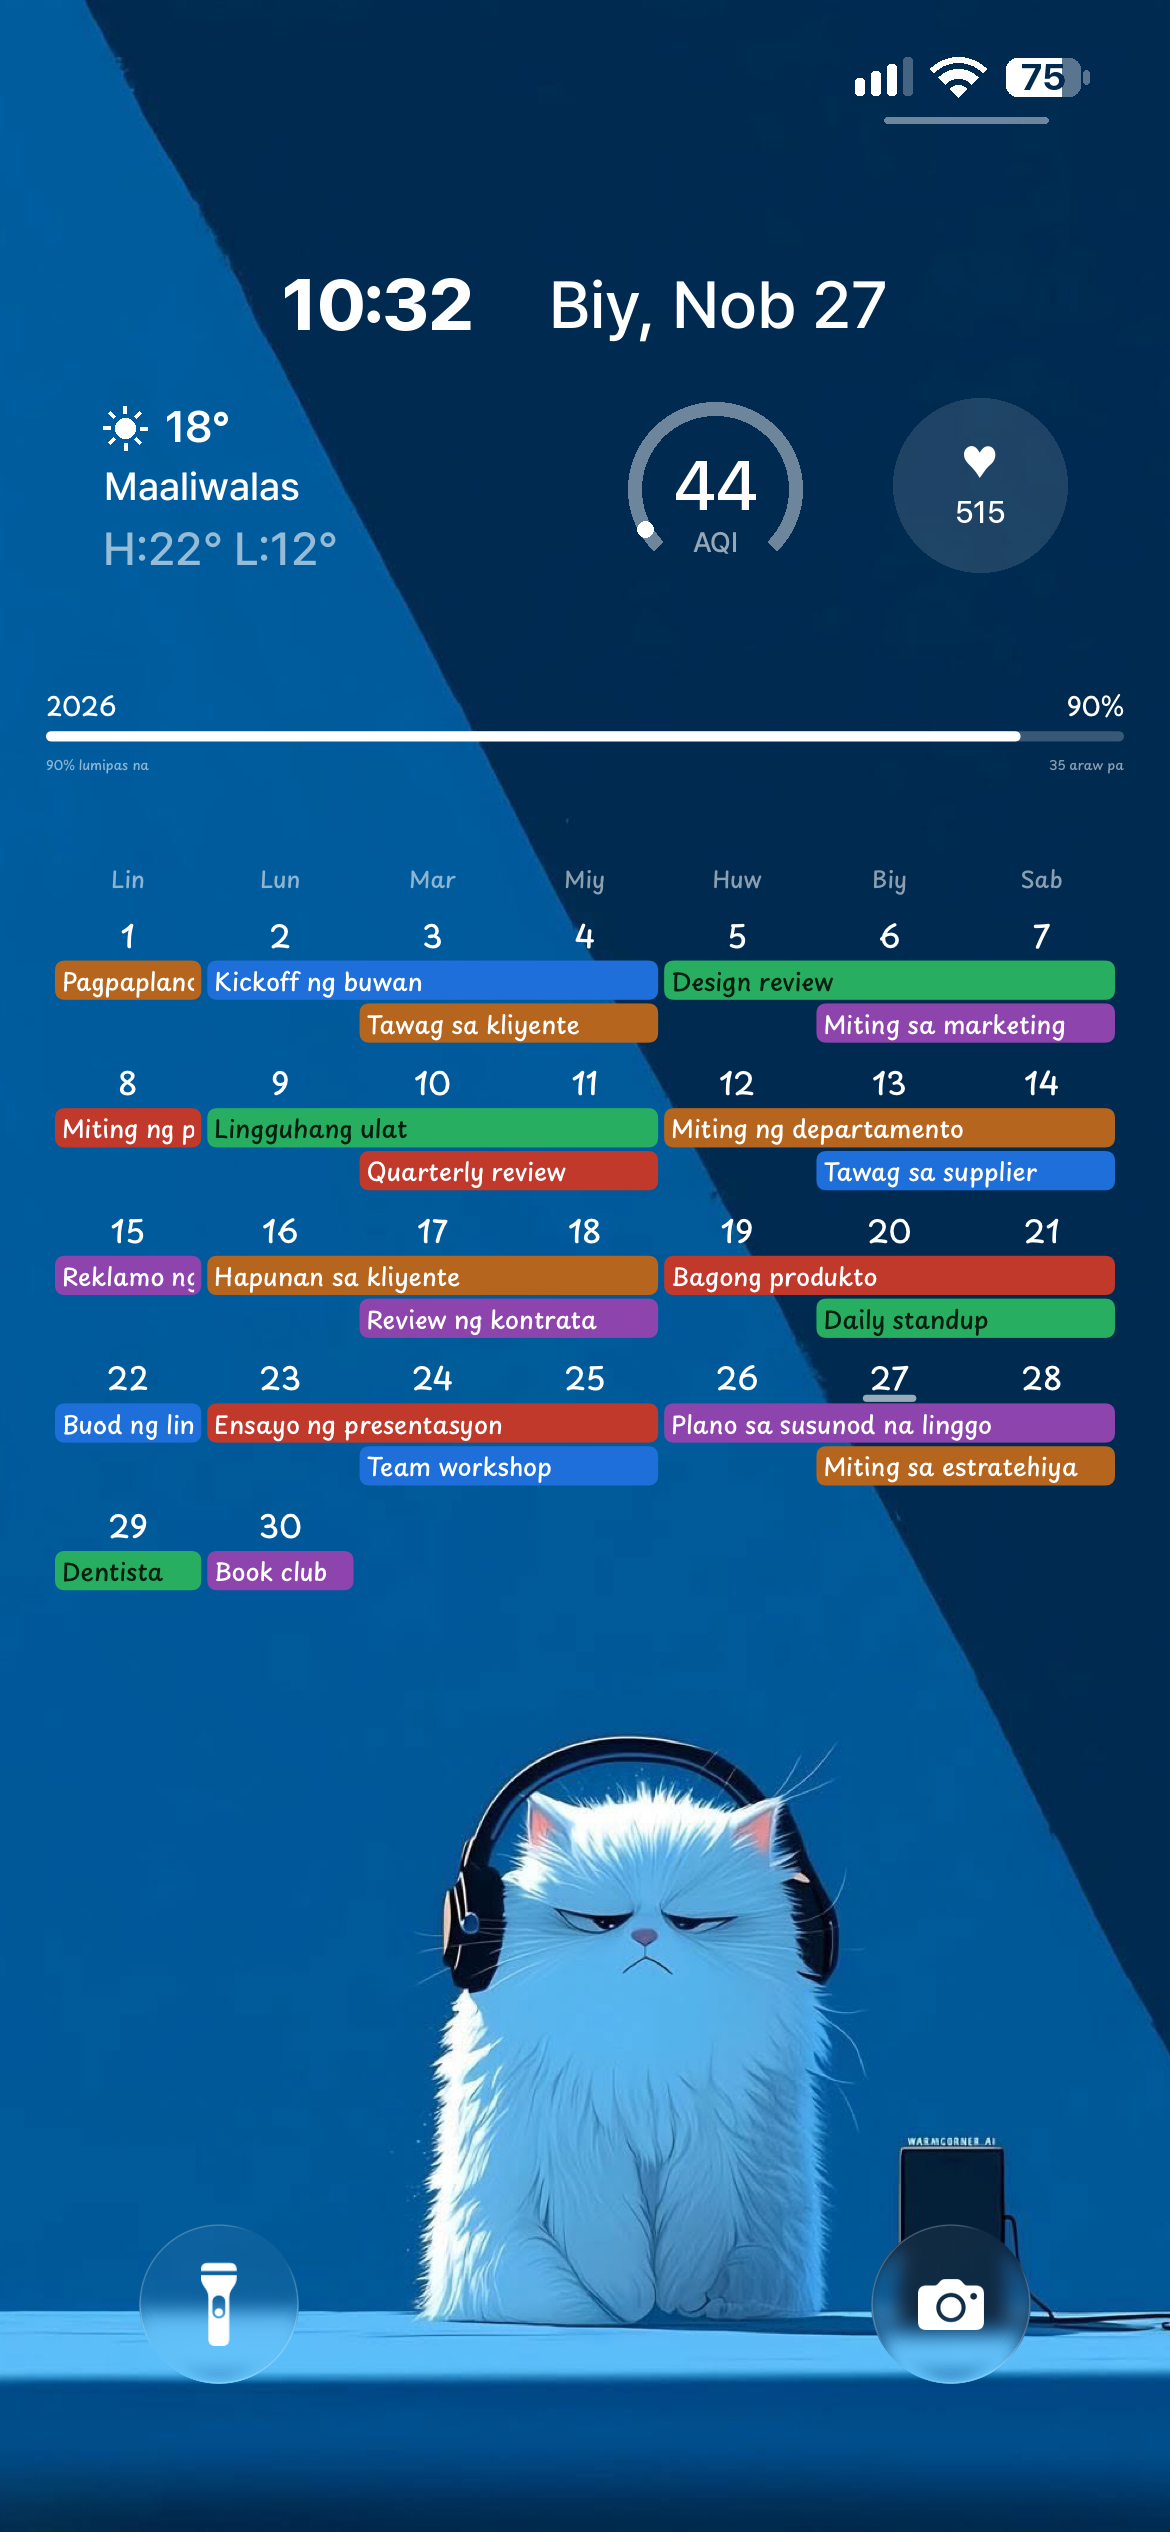 75
10:32 Biy, Nob 27
18°
Maaliwalas
H:22° L:12°
44
AQI
515
2026 90%
90% lumipas na 35 araw pa
Lin Lun Mar Miy Huw Biy Sab
1 2 3 4 5 6 7
Kickoff ng buwan Design review
Tawag sa kliyente Miting sa marketing
8 9 10 11 12 13 14
Miting ng p Lingguhang ulat Miting ng departamento
Quarterly review Tawag sa supplier
15 16 17 18 19 20 21
Reklamo ng Hapunan sa kliyente Bagong produkto
Review ng kontrata Daily standup
22 23 24 25 26 27 28
Buod ng lin Ensayo ng presentasyon Plano sa susunod na linggo
Team workshop Miting sa estratehiya
29 30
Dentista Book club
WARMCORNER.AI